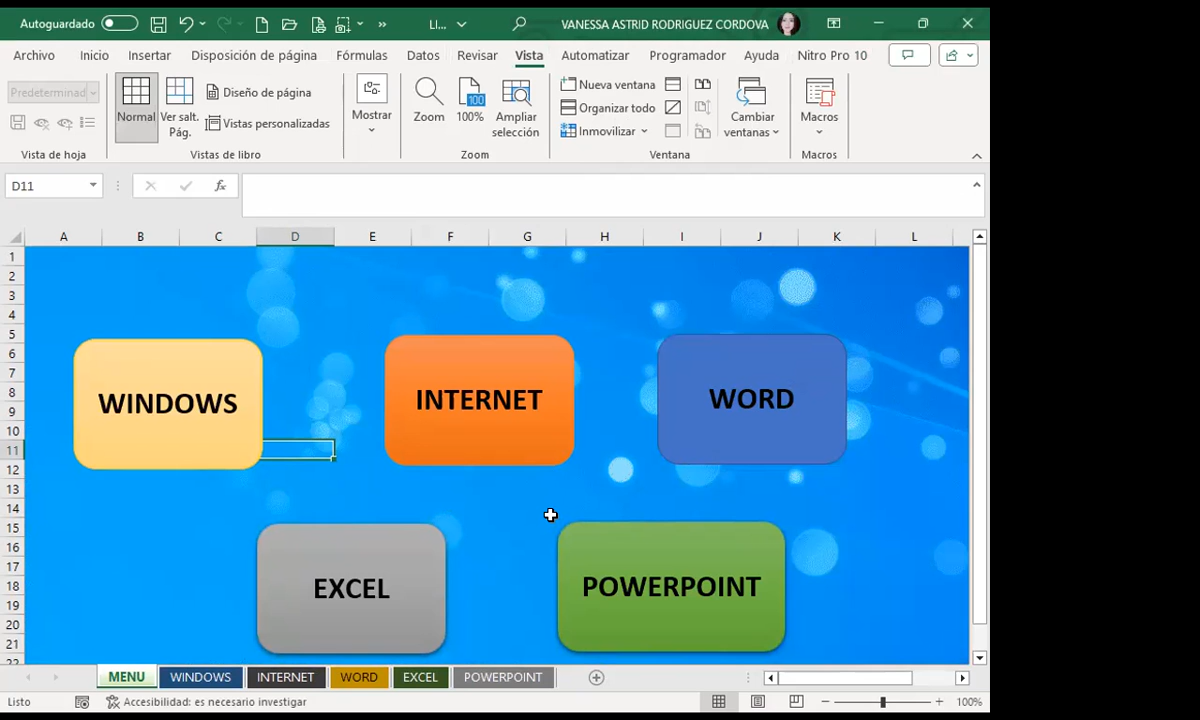 Autoguardado » LI... VANESSA ASTRID RODRIGUEZ CORDOVA
Archivo Inicio Insertar Disposición de página Fórmulas Datos Revisar Vista Automatizar Programador Ayuda Nitro Pro 10
Predeterminad Normal Ver salt. Pág. Diseño de página Vistas personalizadas Mostrar Zoom 100% Ampliar selección Nueva ventana Organizar todo Inmovilizar Cambiar ventanas Macros
Vista de hoja Vistas de libro Zoom Ventana Macros
D11 fx
A B C D E F G H I J K L
1
2
3
4
5
6
7
8
9
10
11
12
13
14
15
16
17
18
19
20
21
22
WINDOWS INTERNET WORD
EXCEL POWERPOINT
MENU WINDOWS INTERNET WORD EXCEL POWERPOINT
Listo Accesibilidad: es necesario investigar 100%